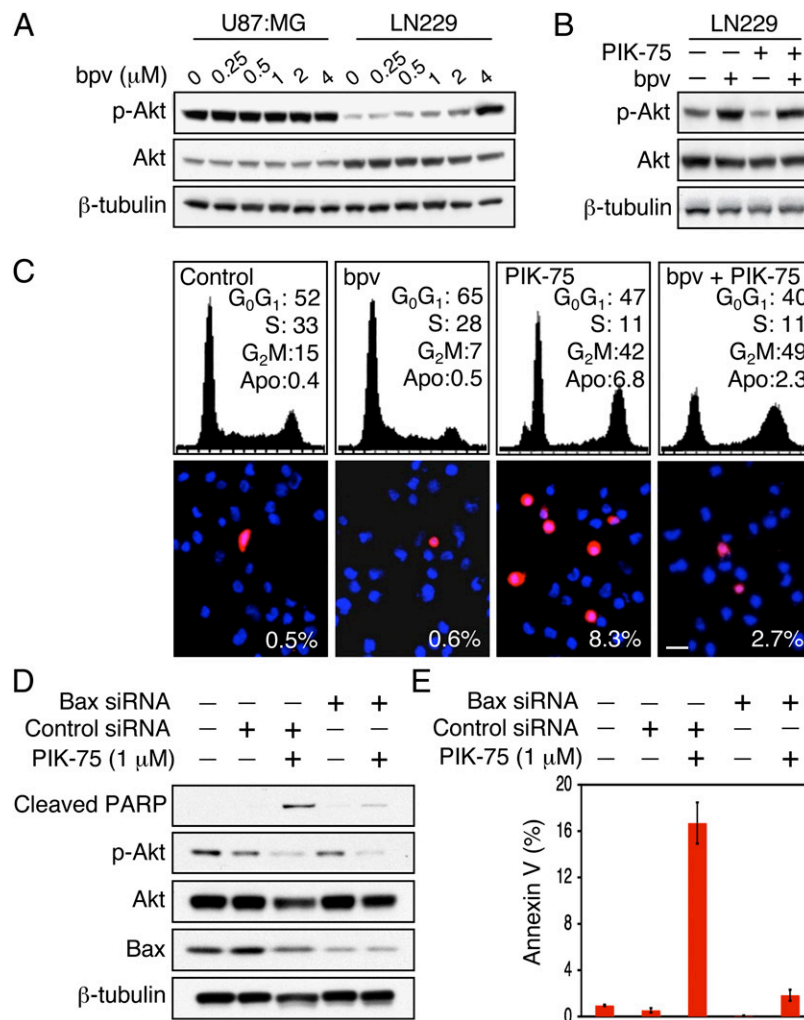 A
U87:MG LN229
bpv (μM) 0 0.25 0.5 1 2 4 0 0.25 0.5 1 2 4
p-Akt
Akt
β-tubulin
B
LN229
PIK-75 — — + +
bpv — + — +
p-Akt
Akt
β-tubulin
C
Control
G0G1: 52
S: 33
G2M:15
Apo:0.4
bpv
G0G1: 65
S: 28
G2M:7
Apo:0.5
PIK-75
G0G1: 47
S: 11
G2M:42
Apo:6.8
bpv + PIK-75
G0G1: 40
S: 11
G2M:49
Apo:2.3
0.5%
0.6%
8.3%
2.7%
D
Bax siRNA — — — + +
Control siRNA — + + — —
PIK-75 (1 μM) — — + — +
Cleaved PARP
p-Akt
Akt
Bax
β-tubulin
E
Bax siRNA — — — + +
Control siRNA — + + — —
PIK-75 (1 μM) — — + — +
Annexin V (%)
20
16
12
8
4
0